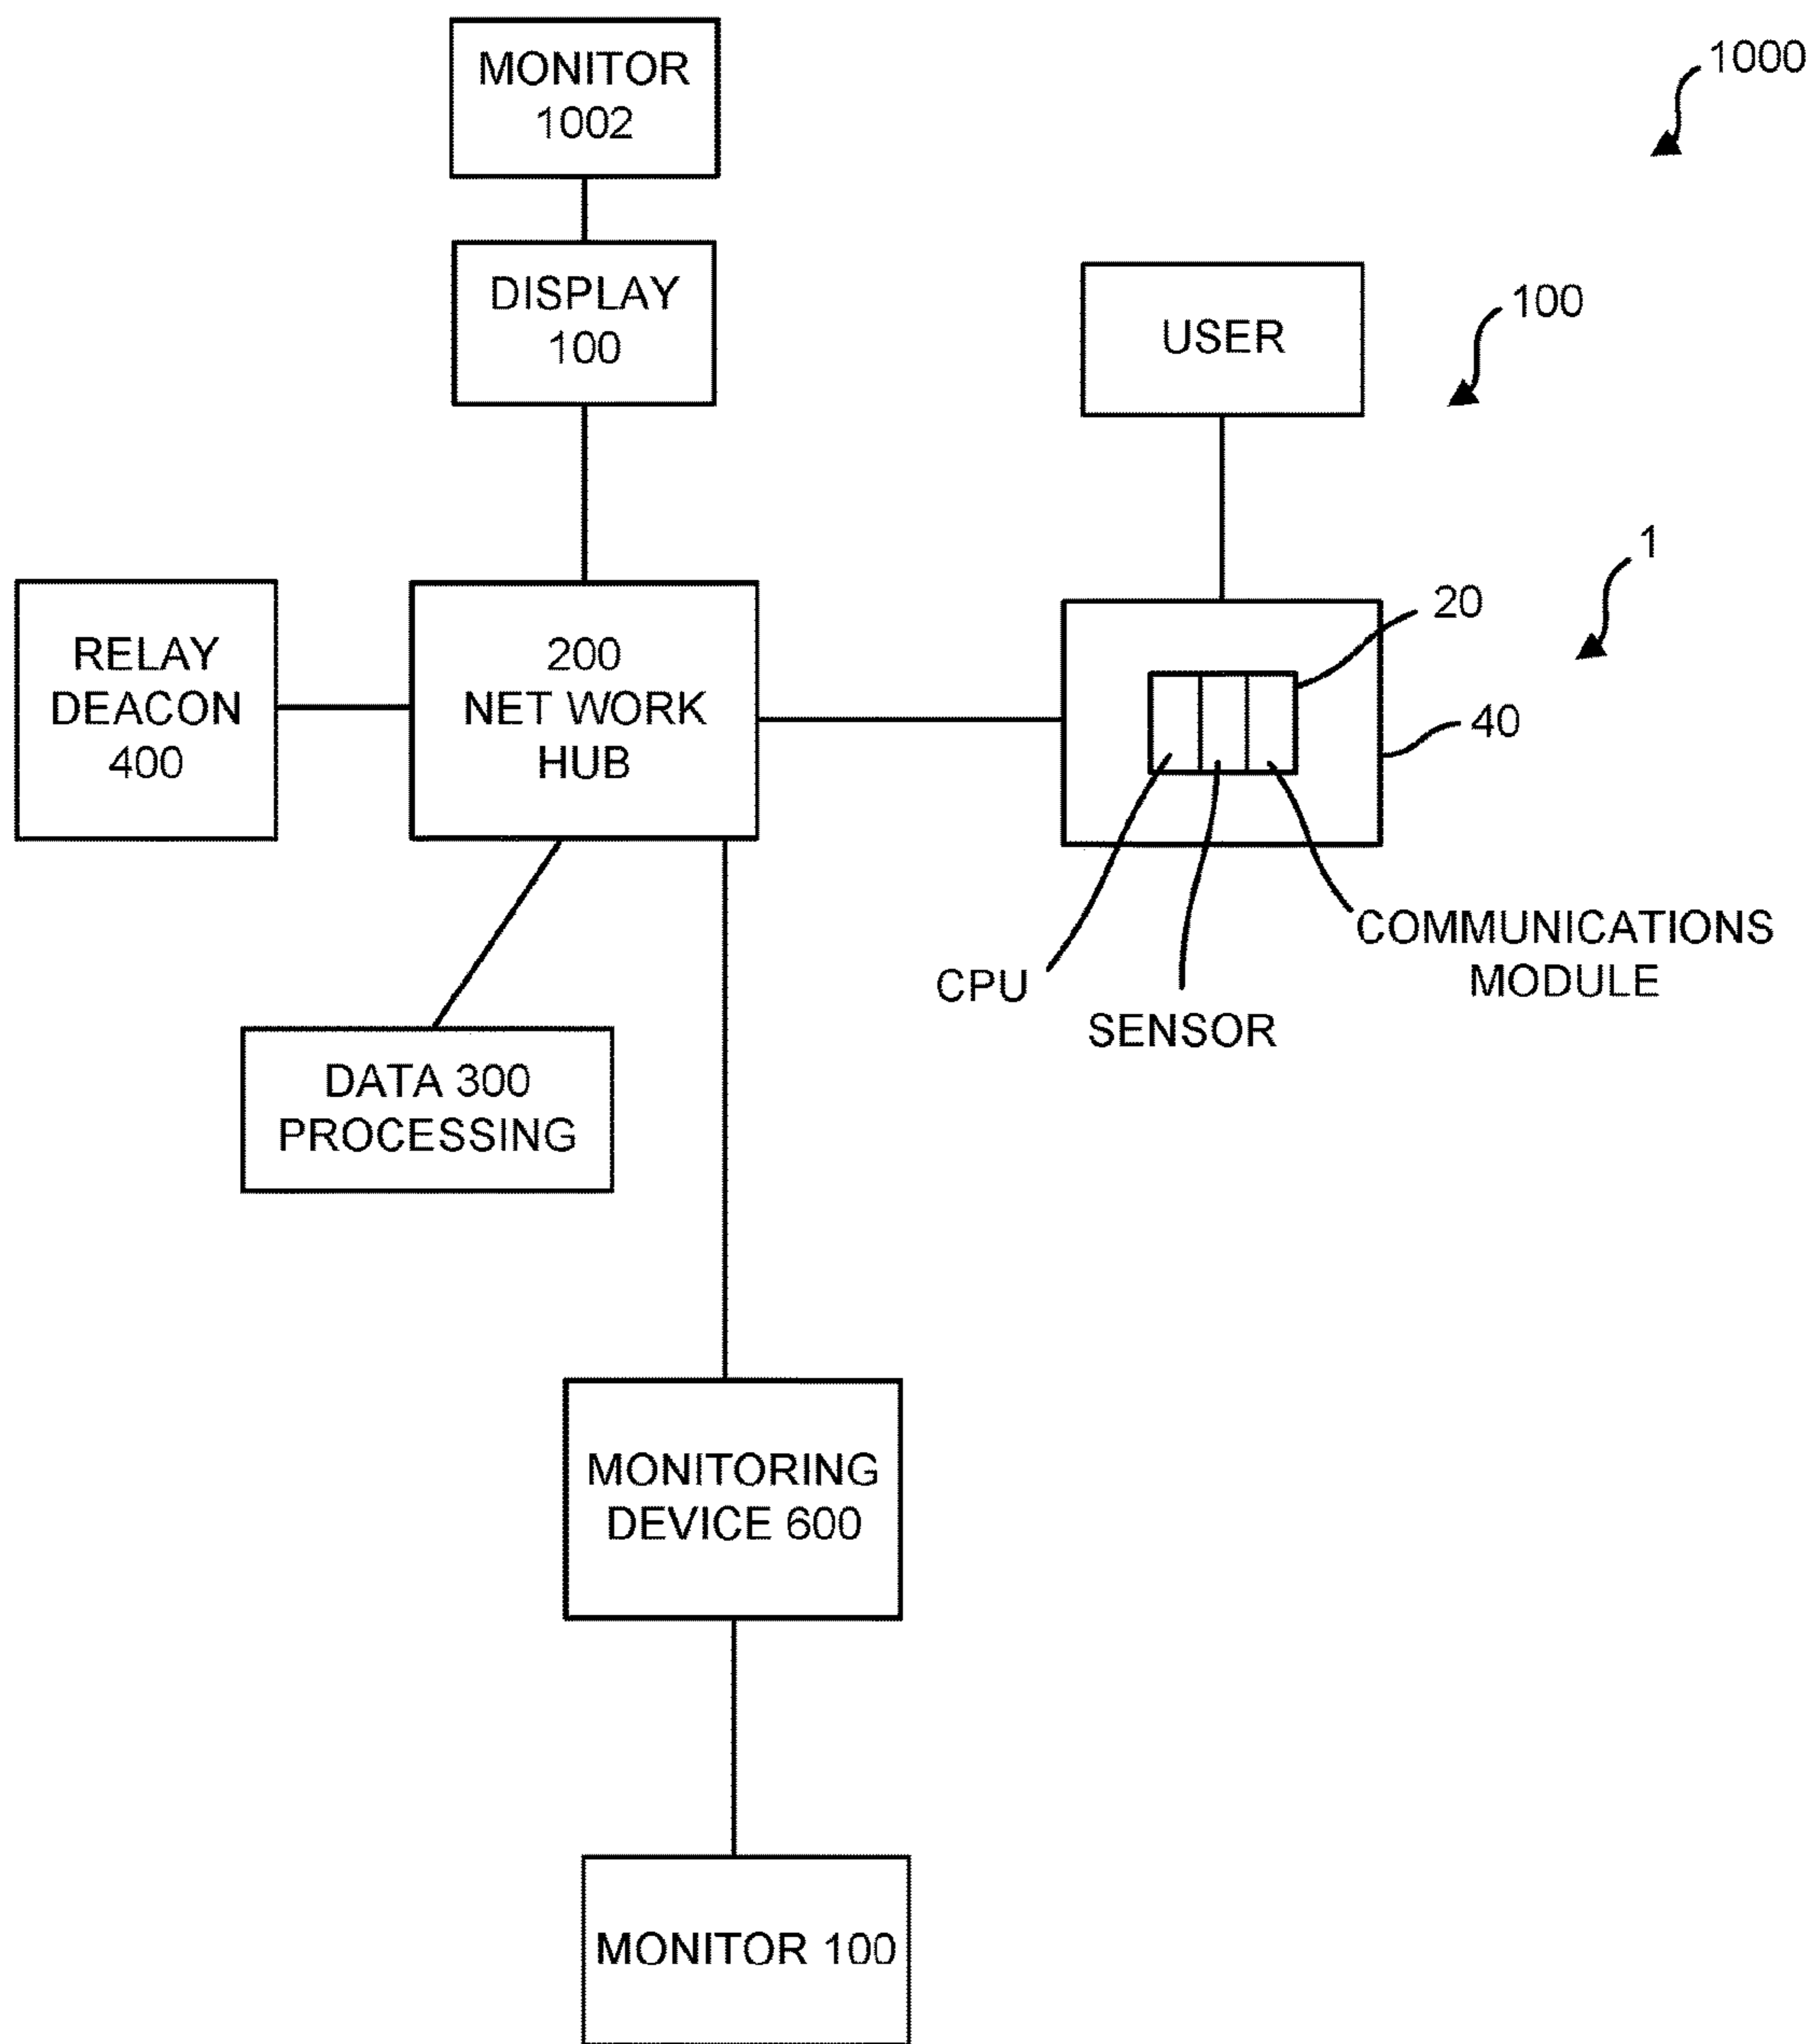 MONITOR
1002
1000
DISPLAY
100
USER
100
1
RELAY
DEACON
400
200
NET WORK
HUB
20
40
CPU
SENSOR
COMMUNICATIONS
MODULE
DATA 300
PROCESSING
MONITORING
DEVICE 600
MONITOR 100